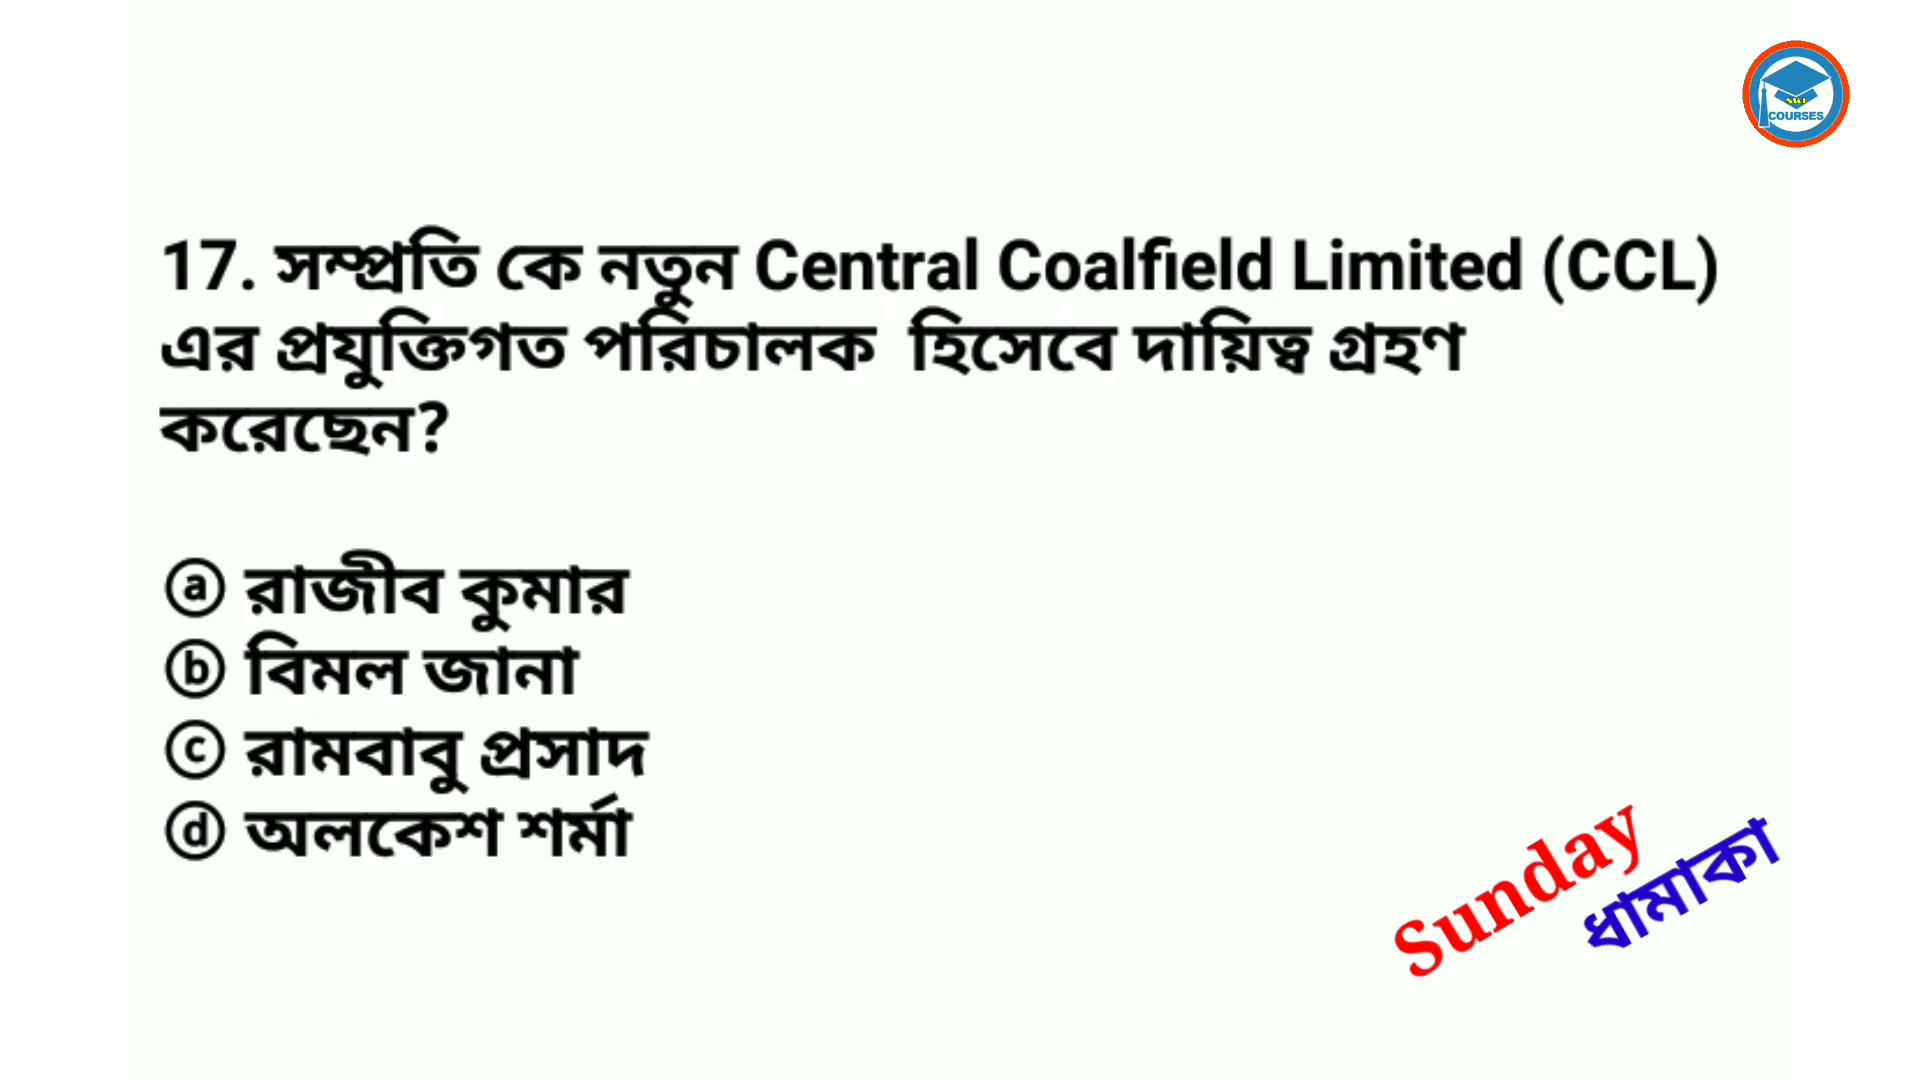 SWI
COURSES
17. সম্প্রতি কে নতুন Central Coalfield Limited (CCL)
এর প্রযুক্তিগত পরিচালক হিসেবে দায়িত্ব গ্রহণ
করেছেন?
ⓐ রাজীব কুমার
ⓑ বিমল জানা
ⓒ রামবাবু প্রসাদ
ⓓ অলকেশ শর্মা
Sunday
ধামাকা